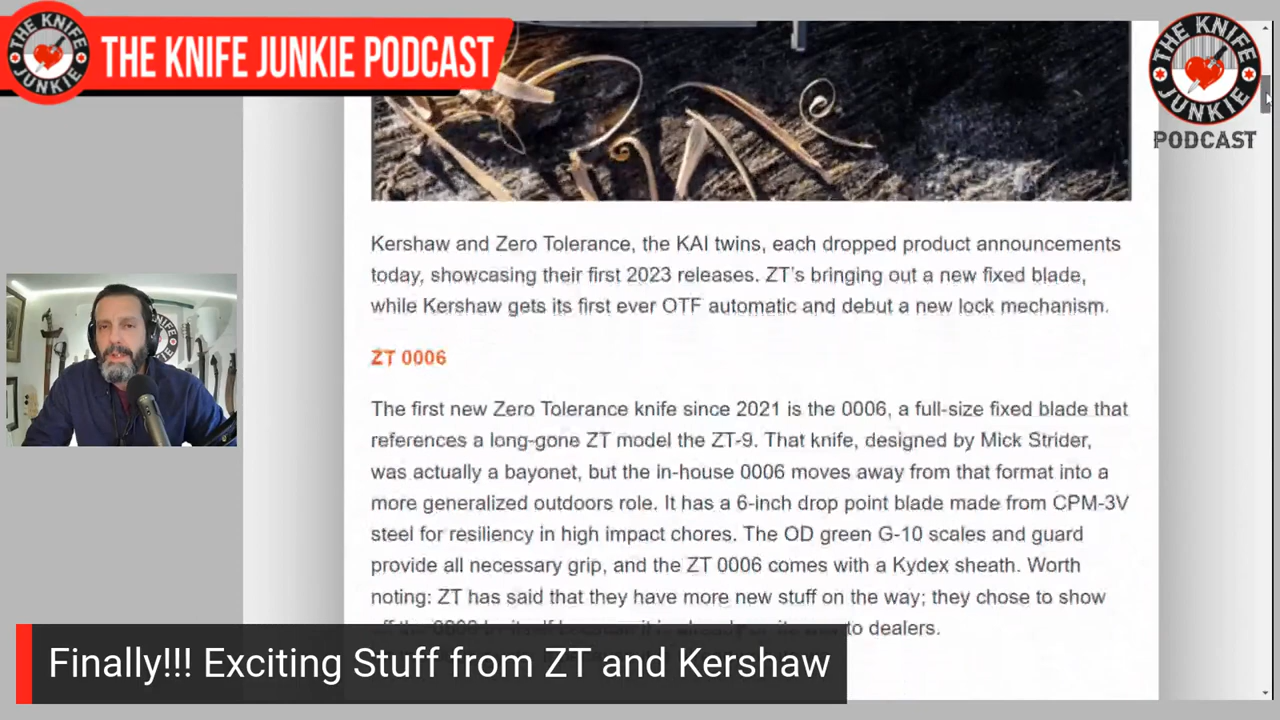 THE KNIFE JUNKIE
THE KNIFE JUNKIE PODCAST
THE KNIFE JUNKIE
PODCAST
Kershaw and Zero Tolerance, the KAI twins, each dropped product announcements
today, showcasing their first 2023 releases. ZT’s bringing out a new fixed blade,
while Kershaw gets its first ever OTF automatic and debut a new lock mechanism.
ZT 0006
The first new Zero Tolerance knife since 2021 is the 0006, a full-size fixed blade that
references a long-gone ZT model the ZT-9. That knife, designed by Mick Strider,
was actually a bayonet, but the in-house 0006 moves away from that format into a
more generalized outdoors role. It has a 6-inch drop point blade made from CPM-3V
steel for resiliency in high impact chores. The OD green G-10 scales and guard
provide all necessary grip, and the ZT 0006 comes with a Kydex sheath. Worth
noting: ZT has said that they have more new stuff on the way; they chose to show
to dealers.
Finally!!! Exciting Stuff from ZT and Kershaw